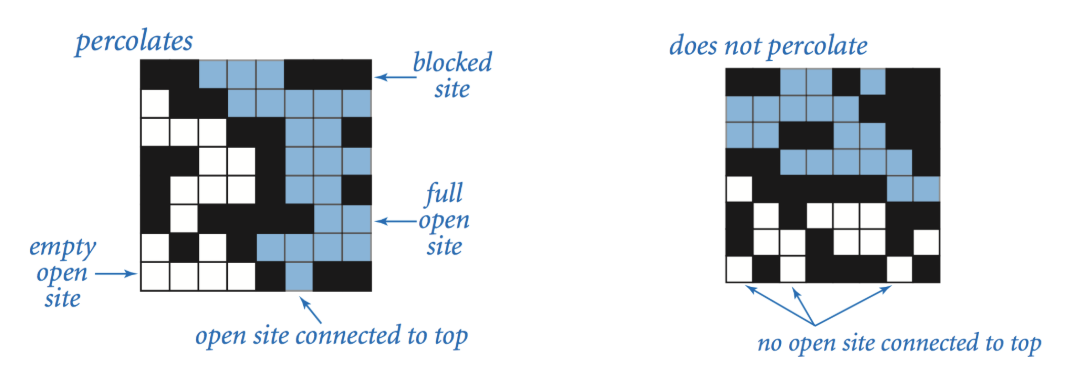 percolates
blocked
site
full
open
site
empty
open
site
open site connected to top
does not percolate
no open site connected to top